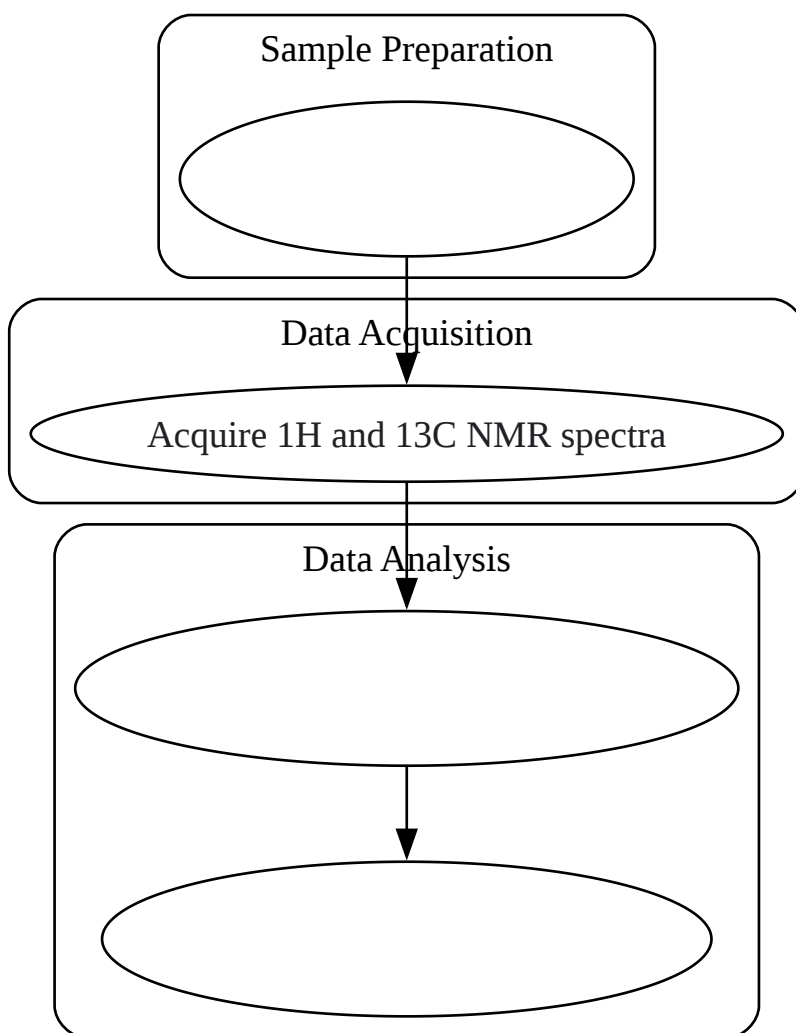 Sample Preparation
Data Acquisition
Acquire 1H and 13C NMR spectra
Data Analysis